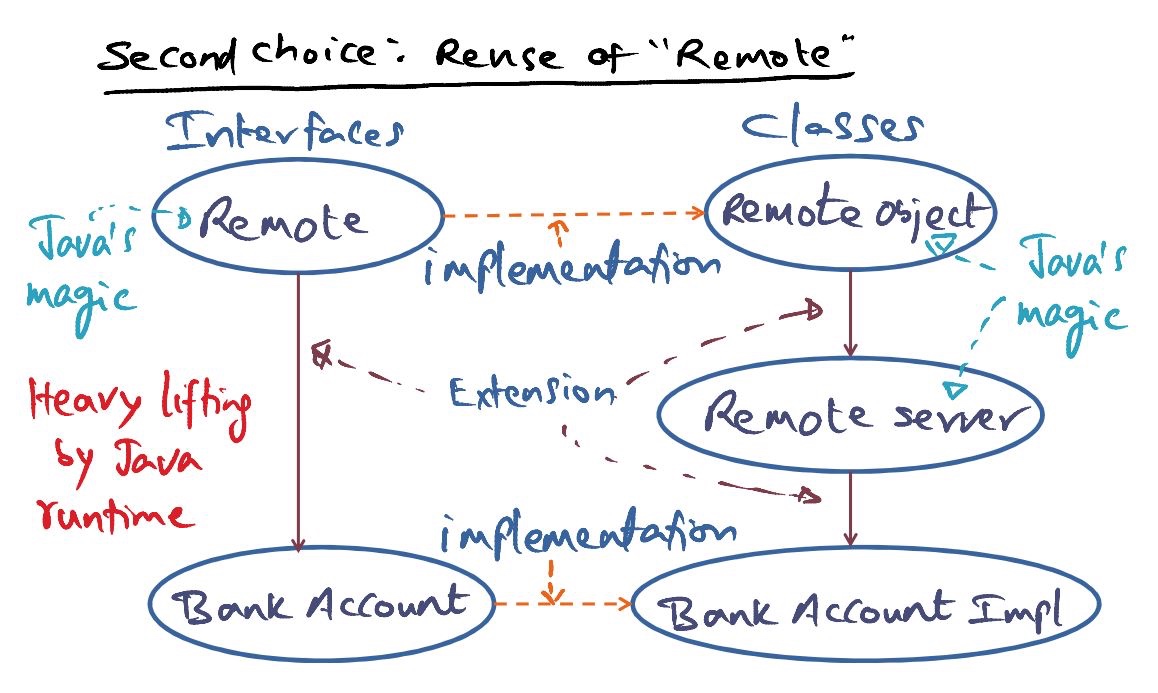 Second choice: Reuse of "Remote"
Interfaces
Classes
Java's
magic
Remote
implementation
Remote object
Java's
magic
Extension
Heavy lifting
by Java
runtime
Remote server
implementation
Bank Account
Bank Account Impl